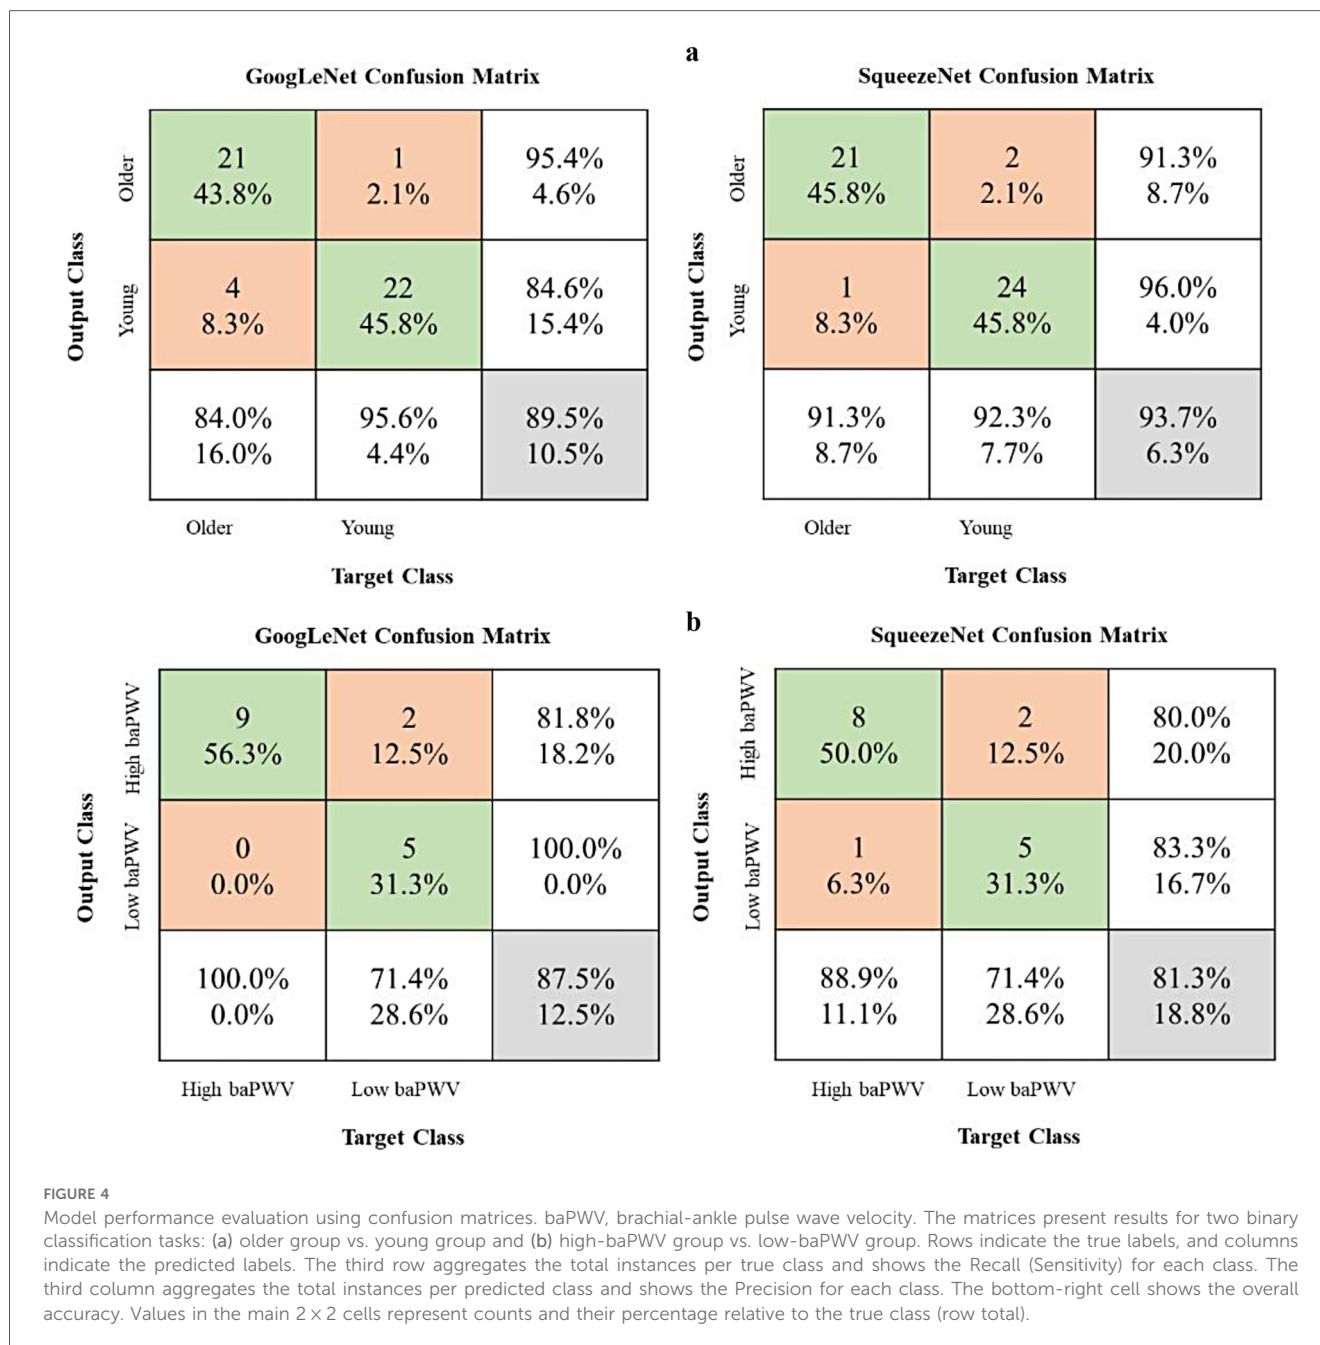 a
GoogLeNet Confusion Matrix
Output Class
Older
Young
21
43.8%
1
2.1%
95.4%
4.6%
4
8.3%
22
45.8%
84.6%
15.4%
84.0%
16.0%
95.6%
4.4%
89.5%
10.5%
Older
Young
Target Class
SqueezeNet Confusion Matrix
Output Class
Older
Young
21
45.8%
2
2.1%
91.3%
8.7%
1
8.3%
24
45.8%
96.0%
4.0%
91.3%
8.7%
92.3%
7.7%
93.7%
6.3%
Older
Young
Target Class
b
GoogLeNet Confusion Matrix
Output Class
High baPWV
Low baPWV
9
56.3%
2
12.5%
81.8%
18.2%
0
0.0%
5
31.3%
100.0%
0.0%
100.0%
0.0%
71.4%
28.6%
87.5%
12.5%
High baPWV
Low baPWV
Target Class
SqueezeNet Confusion Matrix
Output Class
High baPWV
Low baPWV
8
50.0%
2
12.5%
80.0%
20.0%
1
6.3%
5
31.3%
83.3%
16.7%
88.9%
11.1%
71.4%
28.6%
81.3%
18.8%
High baPWV
Low baPWV
Target Class
FIGURE 4
Model performance evaluation using confusion matrices. baPWV, brachial-ankle pulse wave velocity. The matrices present results for two binary
classification tasks: (a) older group vs. young group and (b) high-baPWV group vs. low-baPWV group. Rows indicate the true labels, and columns
indicate the predicted labels. The third row aggregates the total instances per true class and shows the Recall (Sensitivity) for each class. The
third column aggregates the total instances per predicted class and shows the Precision for each class. The bottom-right cell shows the overall
accuracy. Values in the main 2 × 2 cells represent counts and their percentage relative to the true class (row total).